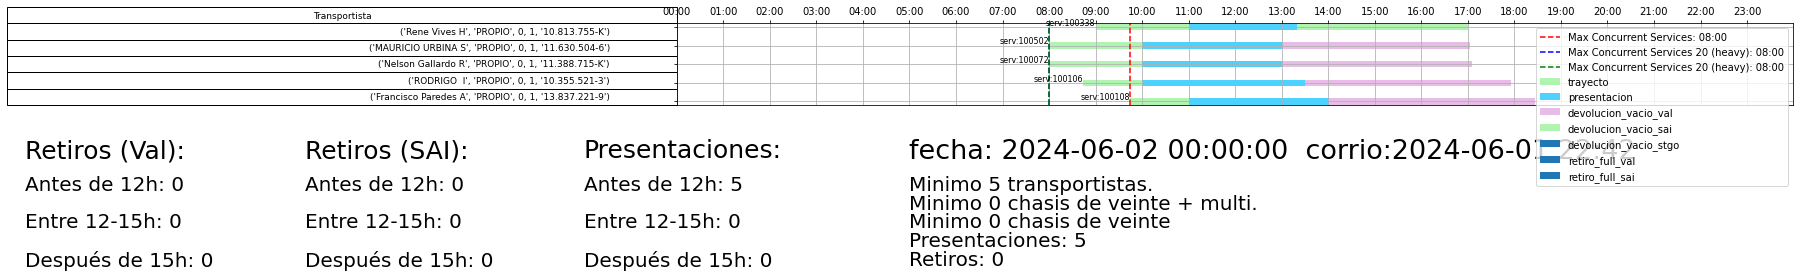 Transportista
00:00 01:00 02:00 03:00 04:00 05:00 06:00 07:00 08:00 09:00 10:00 11:00 12:00 13:00 14:00 15:00 16:00 17:00 18:00 19:00 20:00 21:00 22:00 23:00
('Rene Vives H', 'PROPIO', 0, 1, '10.813.755-K')
serv:100338
('MAURICIO URBINA S', 'PROPIO', 0, 1, '11.630.504-6')
serv:100502
('Nelson Gallardo R', 'PROPIO', 0, 1, '11.388.715-K')
serv:100072
('RODRIGO  I', 'PROPIO', 0, 1, '10.355.521-3')
serv:100106
('Francisco Paredes A', 'PROPIO', 0, 1, '13.837.221-9')
serv:100108
Max Concurrent Services: 08:00
Max Concurrent Services 20 (heavy): 08:00
Max Concurrent Services 20 (heavy): 08:00
trayecto
presentacion
devolucion_vacio_val
devolucion_vacio_sai
devolucion_vacio_stgo
retiro_full_val
retiro_full_sai
Retiros (Val):
Antes de 12h: 0
Entre 12-15h: 0
Después de 15h: 0
Retiros (SAI):
Antes de 12h: 0
Entre 12-15h: 0
Después de 15h: 0
Presentaciones:
Antes de 12h: 5
Entre 12-15h: 0
Después de 15h: 0
fecha: 2024-06-02 00:00:00  corrio:2024-06-01
Minimo 5 transportistas.
Minimo 0 chasis de veinte + multi.
Minimo 0 chasis de veinte
Presentaciones: 5
Retiros: 0